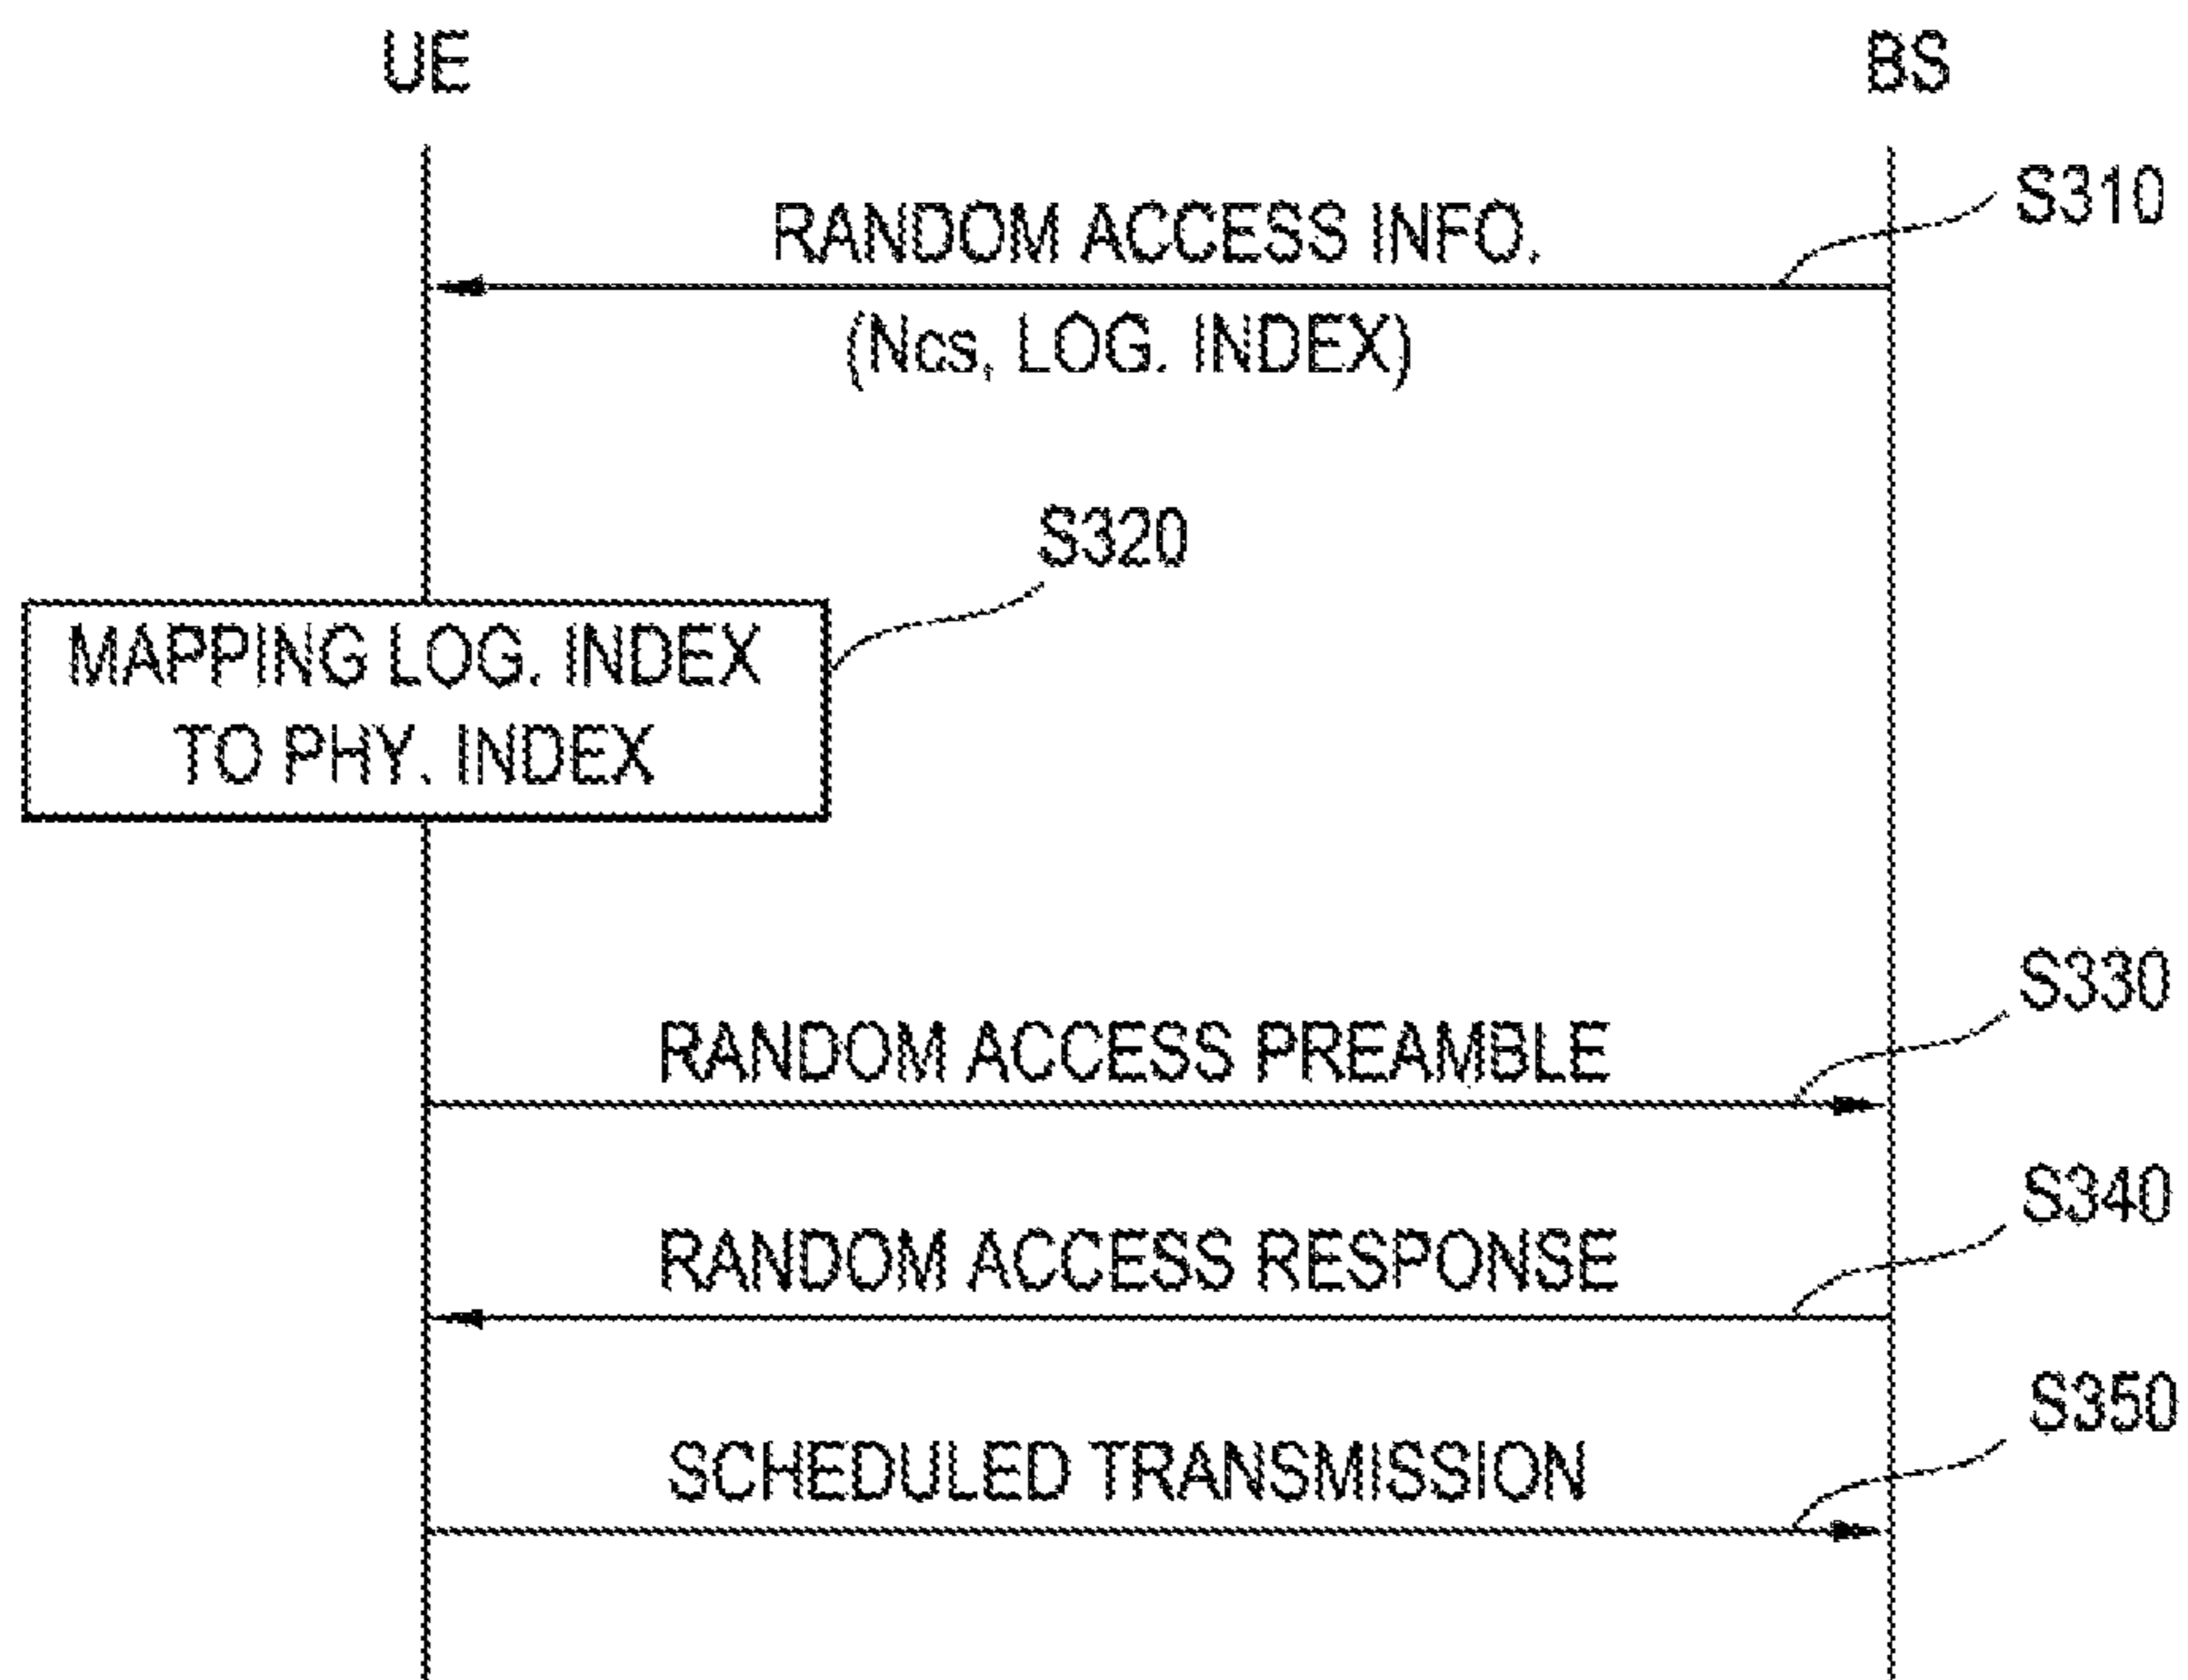 UE
BS
S310
RANDOM ACCESS INFO.
(Ncs, LOG. INDEX)
S320
MAPPING LOG. INDEX
TO PHY. INDEX
S330
RANDOM ACCESS PREAMBLE
S340
RANDOM ACCESS RESPONSE
S350
SCHEDULED TRANSMISSION